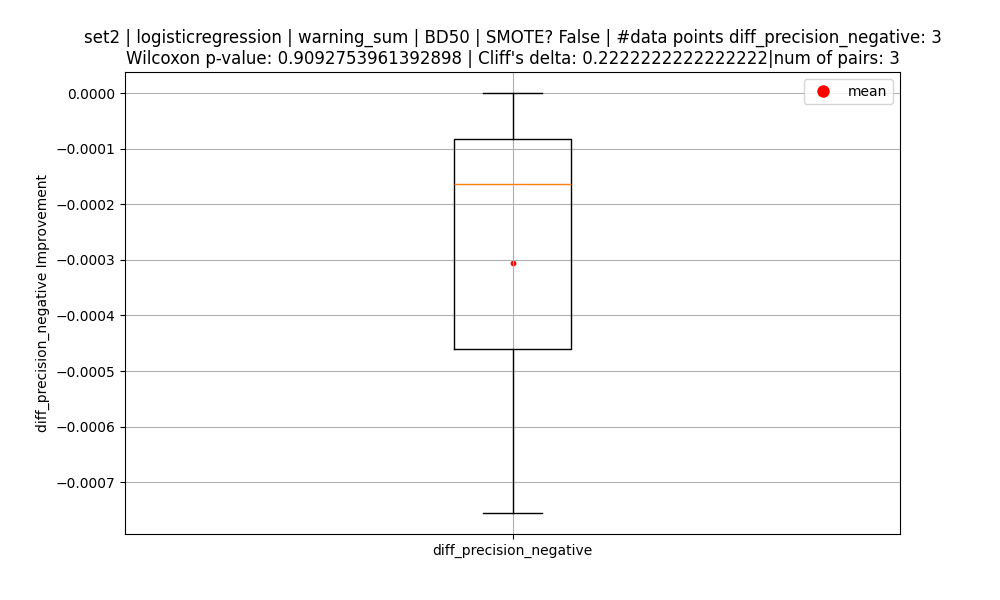 set2 | logisticregression | warning_sum | BD50 | SMOTE? False | #data points diff_precision_negative: 3
Wilcoxon p-value: 0.9092753961392898 | Cliff's delta: 0.2222222222222222|num of pairs: 3
mean
0.0000
−0.0001
−0.0002
−0.0003
−0.0004
−0.0005
−0.0006
−0.0007
diff_precision_negative Improvement
diff_precision_negative